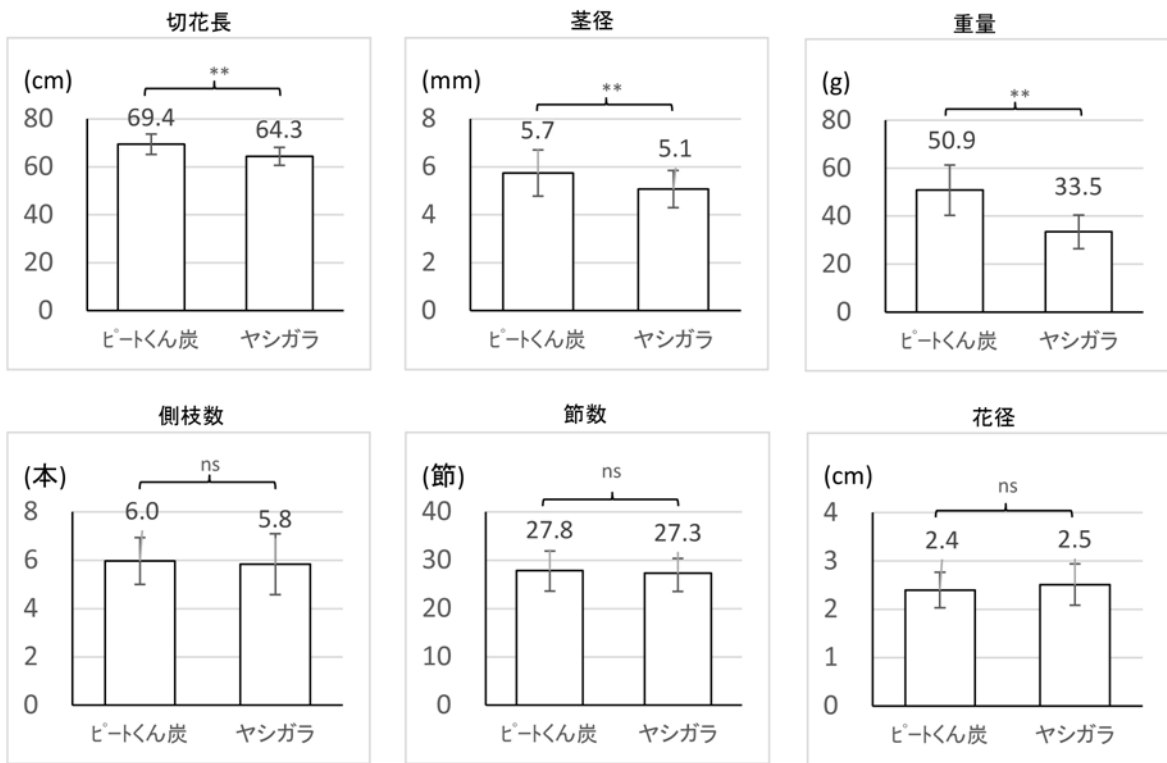 切花長
(cm)
**
80
60
40
20
0
69.4
64.3
ピートくん炭
ヤシガラ
茎径
(mm)
**
8
6
4
2
0
5.7
5.1
ピートくん炭
ヤシガラ
重量
(g)
**
80
60
40
20
0
50.9
33.5
ピートくん炭
ヤシガラ
側枝数
(本)
ns
8
6
4
2
0
6.0
5.8
ピートくん炭
ヤシガラ
節数
(節)
ns
40
30
20
10
0
27.8
27.3
ピートくん炭
ヤシガラ
花径
(cm)
ns
4
3
2
1
0
2.4
2.5
ピートくん炭
ヤシガラ